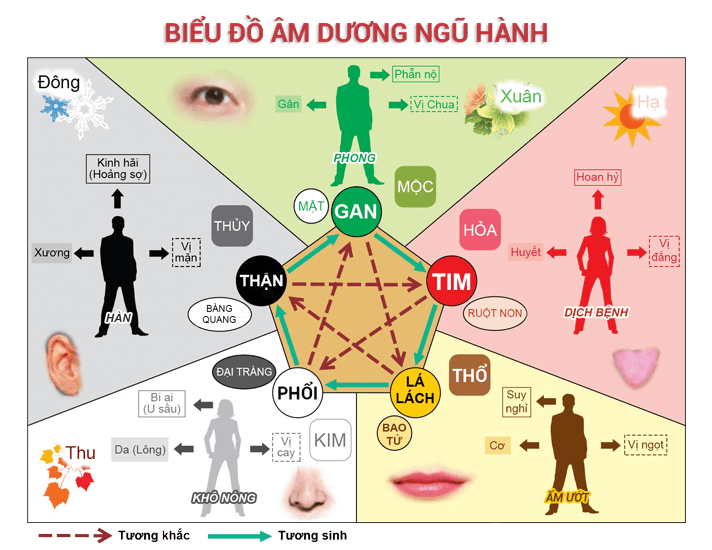 BIỂU ĐỒ ÂM DƯƠNG NGŨ HÀNH
Đông
Kinh hãi
(Hoảng sợ)
Xương
Vị
mặn
HÀN
THỦY
THẬN
BÀNG
QUANG
Phẫn nộ
Gân
Vị Chua
Xuân
PHONG
MỘC
MẬT
GAN
Hạ
Hoan hỷ
Huyết
Vị
đắng
DỊCH BỆNH
HỎA
TIM
RUỘT NON
Thu
Bi ai
(U sầu)
Da (Lông)
Vị
cay
KHÔ NÓNG
KIM
ĐẠI TRÀNG
PHỔI
THỔ
LÁ
LÁCH
BAO
TỬ
Suy
nghỉ
Cơ
Vị ngọt
ẨM ƯỚT
Tương khắc
Tương sinh